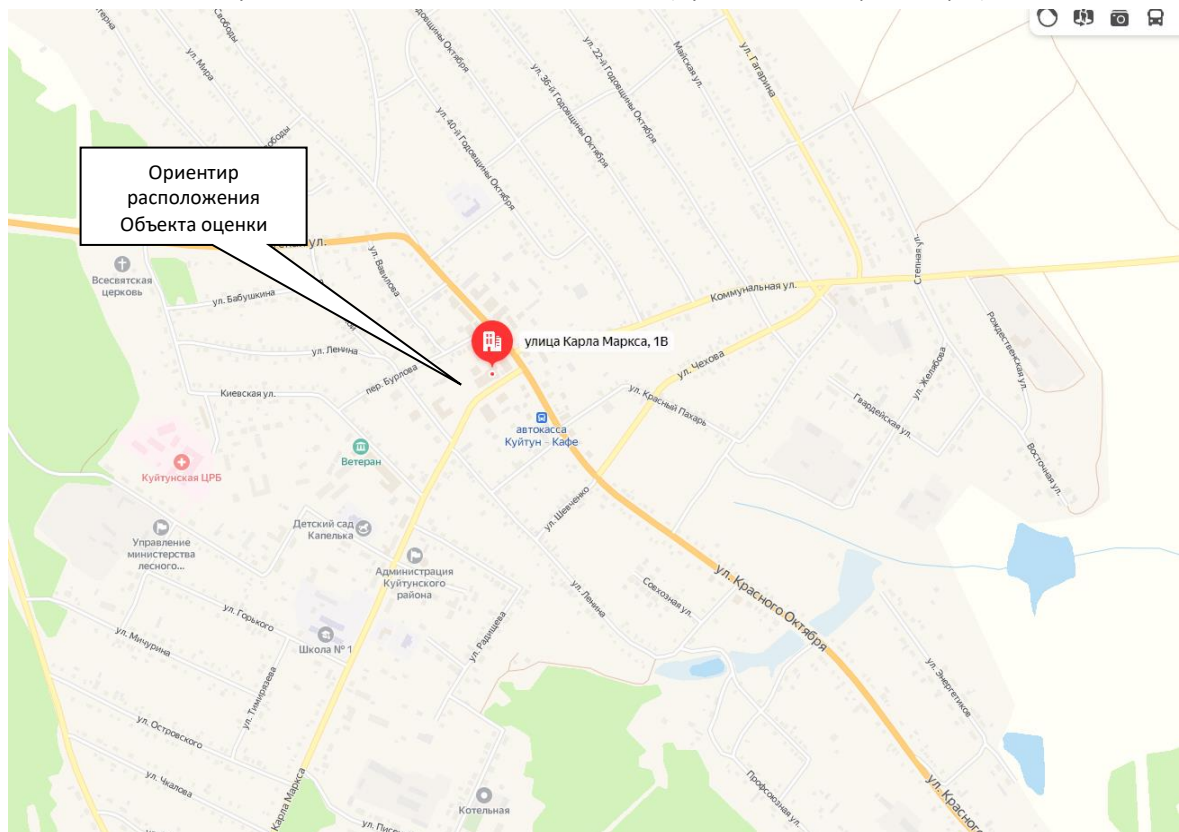 ул. Мира
Свободы
Годовщины Октября
ул. 36-й Годовщины Октября
ул. 22-й Годовщины Октября
Майская ул.
ул. Гагарина
ул. 40-й Годовщины Октября
Ориентир
расположения
Объекта оценки
Всесвятская
церковь
ул. Бабушкина
ул. Вавилова
Коммунальная ул.
Степная ул.
улица Карла Маркса, 1В
ул. Ленина
пер. Бурлова
Киевская ул.
ул. Чехова
ул. Красный Пахарь
Рождественская ул.
ул. Желябова
Гвардейская ул.
Восточная ул.
автокасса
Куйтун - Кафе
Ветеран
Куйтунская ЦРБ
ул. Шевченко
Управление
министерства
лесного...
Детский сад
Капелька
Администрация
Куйтунского
района
ул. Горького
ул. Мичурина
Школа № 1
ул. Радищева
ул. Ленина
Совхозная ул.
ул. Красного Октября
ул. Тимирязева
ул. Островского
ул. Энергетиков
ул. Чкалова
Карла Маркса
Котельная
Профсоюзная ул.
ул. Красного